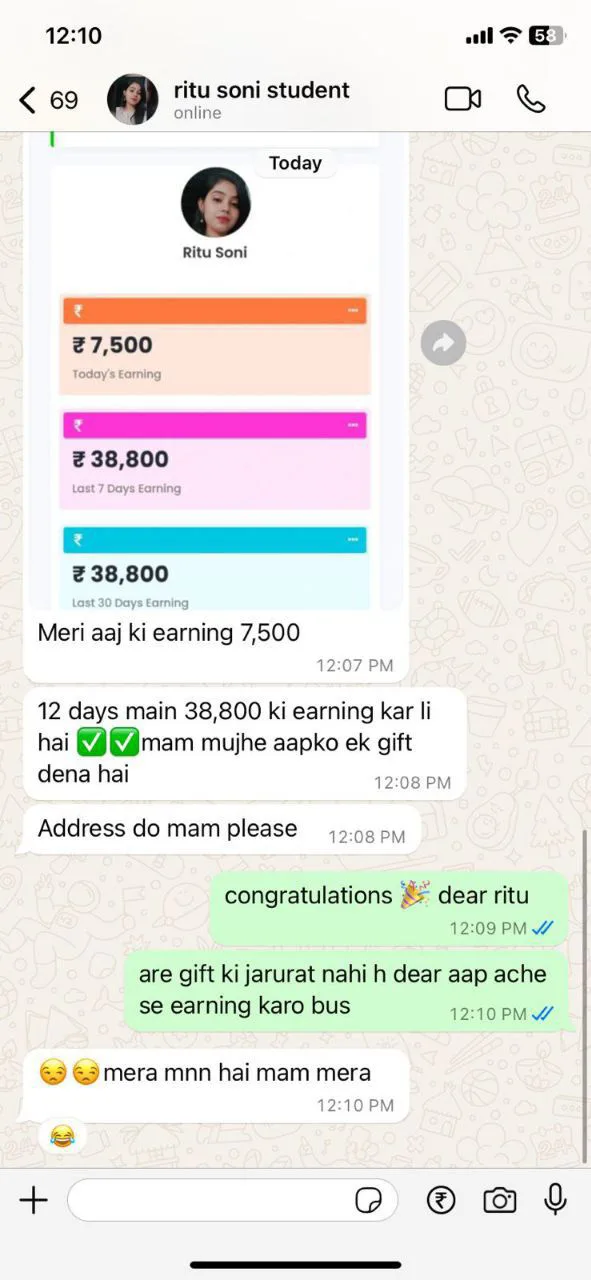 12:10
58
69
ritu soni student
online
Today
Ritu Soni
₹
₹ 7,500
Today's Earning
₹
₹ 38,800
Last 7 Days Earning
₹
₹ 38,800
Last 30 Days Earning
Meri aaj ki earning 7,500
12:07 PM
12 days main 38,800 ki earning kar li
hai ✅✅mam mujhe aapko ek gift
dena hai
12:08 PM
Address do mam please
12:08 PM
congratulations 🎉 dear ritu
12:09 PM
are gift ki jarurat nahi h dear aap ache
se earning karo bus
12:10 PM
😒😒mera mnn hai mam mera
12:10 PM
😂
₹